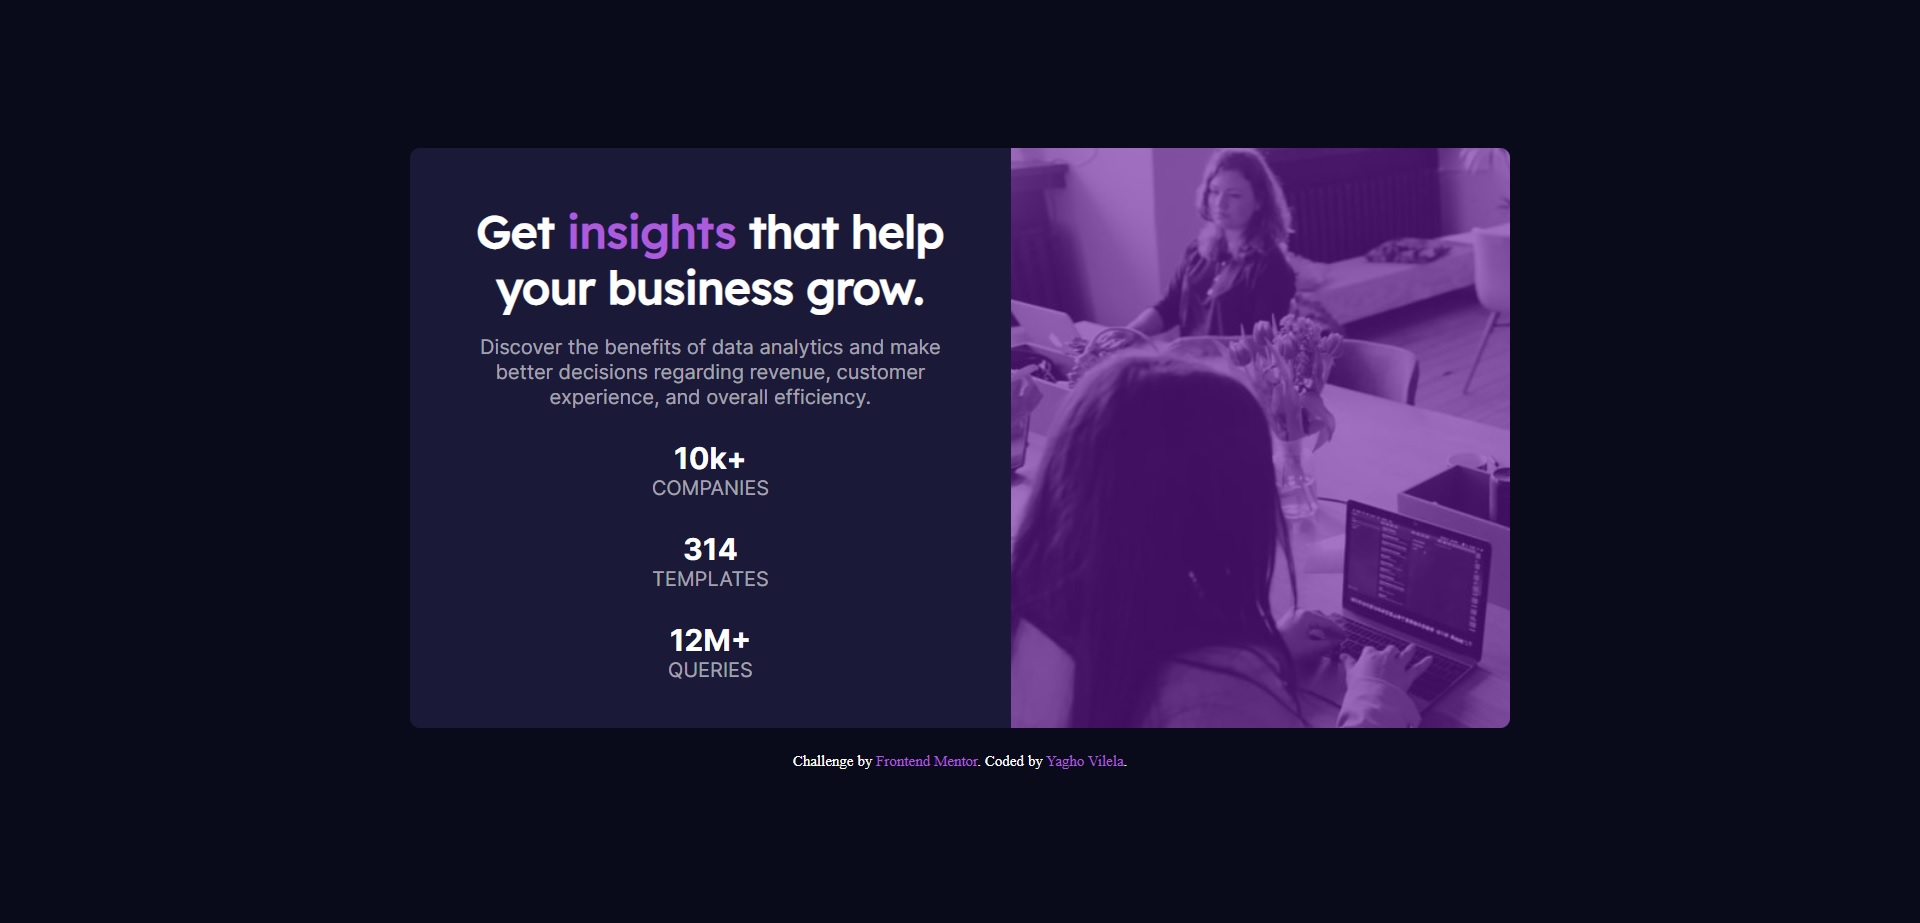 Get insights that help
your business grow.
Discover the benefits of data analytics and make
better decisions regarding revenue, customer
experience, and overall efficiency.
10k+
COMPANIES
314
TEMPLATES
12M+
QUERIES
Challenge by Frontend Mentor. Coded by Yagho Vilela.